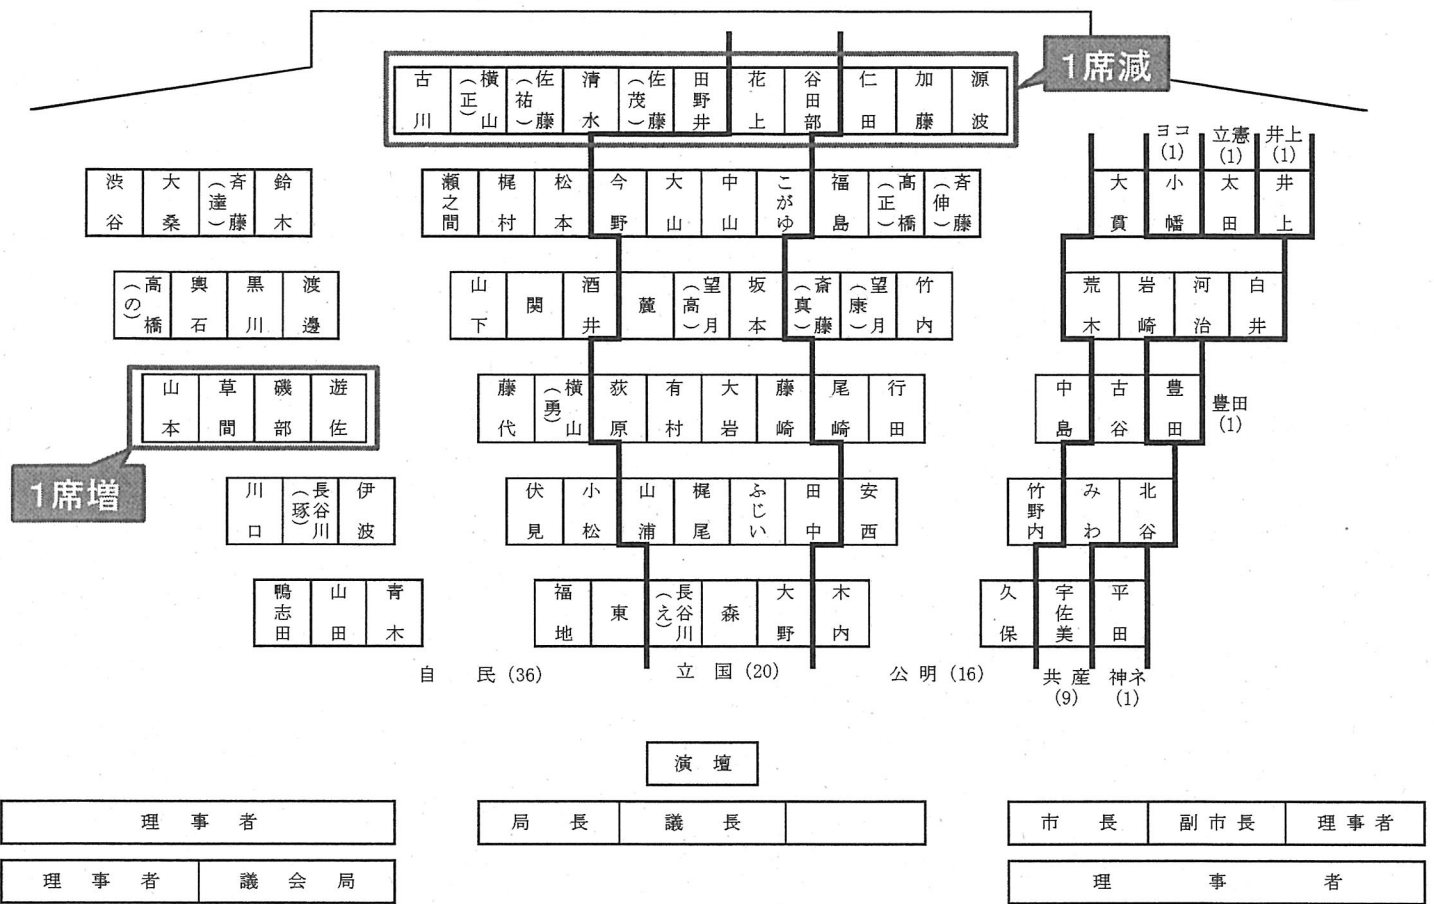 1席減
古川 横山(正) 佐藤(祐) 清水 佐藤(茂) 田野井 花上 谷田部 仁田 加藤 源波
ヨコ(1) 立憲(1) 井上(1)
渋谷 大桑 斉藤(達) 鈴木 瀬之間 梶村 松本 今野 大山 中山 こがゆ 福島 高橋(正) 斉藤(伸) 大貫 小幡 太田 井上
高橋(の) 輿石 黒川 渡邊 山下 関 酒井 麓 望月(高) 坂本 斎藤(真) 望月(康) 竹内 荒木 岩崎 河治 白井
山本 草間 磯部 遊佐 藤代 横山(勇) 荻原 有村 大岩 藤崎 尾崎 行田 中島 古谷 豊田 豊田(1)
1席増
川口 長谷川(琢) 伊波 伏見 小松 山浦 梶尾 ふじい 田中 安西 竹野内 みわ 北谷
鴨志田 山田 青木 福地 東 長谷川(え) 森 大野 木内 久保 宇佐美 平田
自民(36) 立国(20) 公明(16) 共産(9) 神ネ(1)
演壇
理事者 局長 議長 市長 副市長 理事者
理事者 議会局 理事者